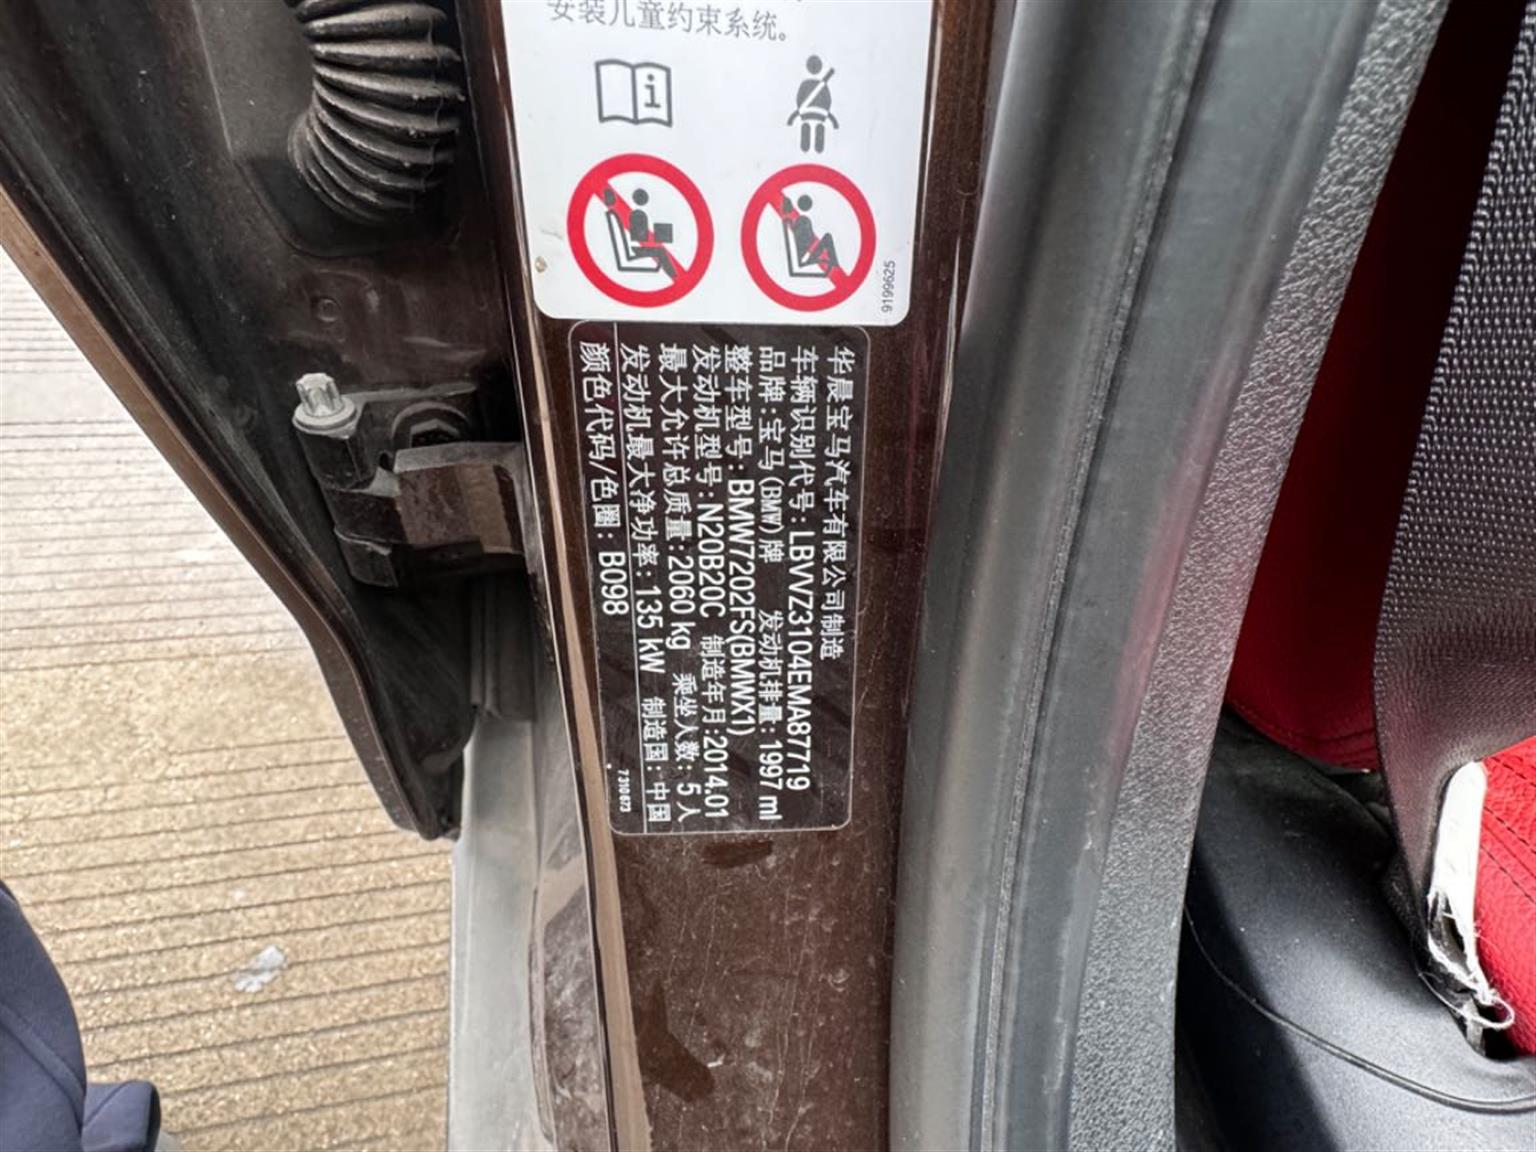 安装儿童约束系统。
9199625
华晨宝马汽车有限公司制造
车辆识别代号: LBVVZ3104EMA87719
品牌:宝马(BMW)牌 发动机排量: 1997 ml
整车型号: BMW7202FS(BMWX1)
发动机型号: N20B20C 制造年月:2014.01
最大允许总质量:2060 kg 乘坐人数: 5 人
发动机最大净功率: 135 kW 制造国: 中国
颜色代码/色圈: B098
7310673